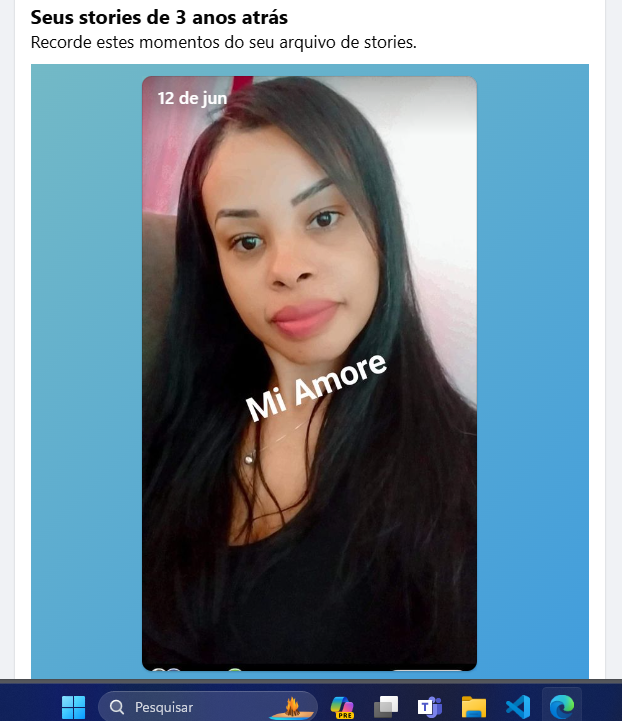 Seus stories de 3 anos atrás
Recorde estes momentos do seu arquivo de stories.
12 de jun
Mi Amore
Pesquisar
PRE
T